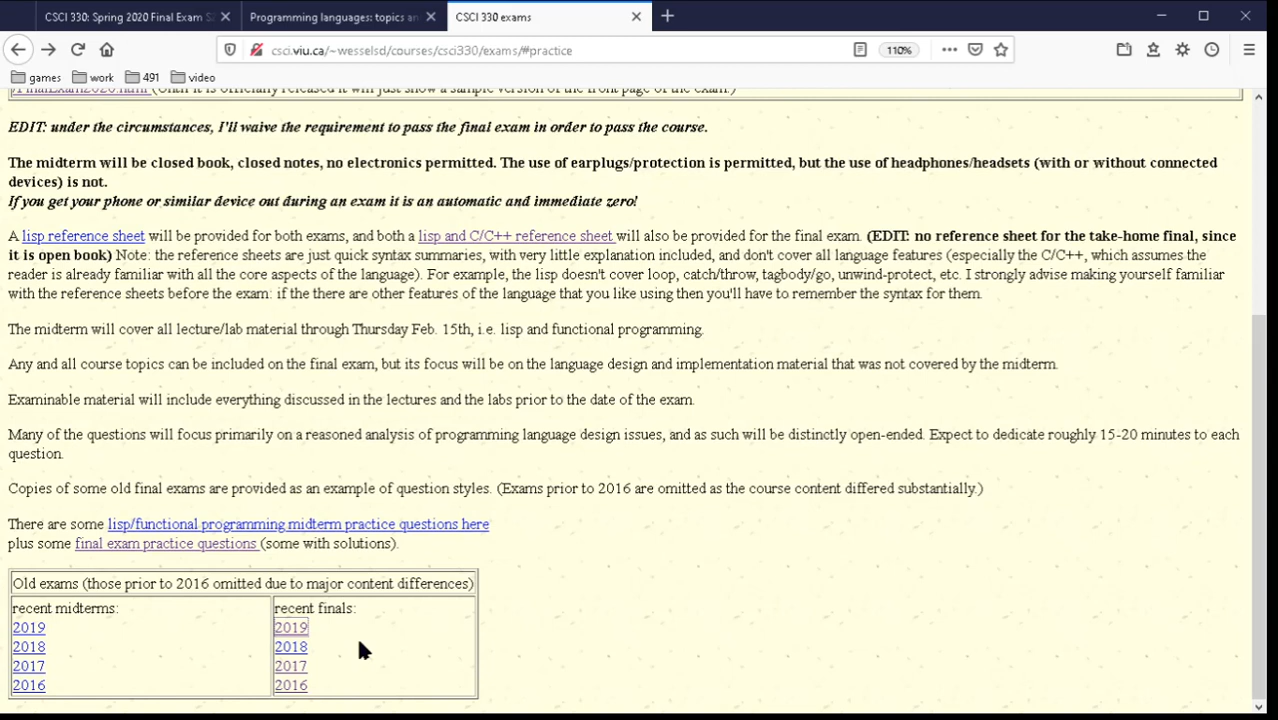 CSCI 330: Spring 2020 Final Exam S
Programming languages: topics an
CSCI 330 exams
csci.viu.ca/~wesselsd/courses/csci330/exams/#practice
110%
games work 491 video
/FinalExam2020.html (Until it is officially released it will just show a sample version of the front page of the exam.)
EDIT: under the circumstances, I'll waive the requirement to pass the final exam in order to pass the course.
The midterm will be closed book, closed notes, no electronics permitted. The use of earplugs/protection is permitted, but the use of headphones/headsets (with or without connected
devices) is not.
If you get your phone or similar device out during an exam it is an automatic and immediate zero!
A lisp reference sheet will be provided for both exams, and both a lisp and C/C++ reference sheet will also be provided for the final exam. (EDIT: no reference sheet for the take-home final, since
it is open book) Note: the reference sheets are just quick syntax summaries, with very little explanation included, and don't cover all language features (especially the C/C++, which assumes the
reader is already familiar with all the core aspects of the language). For example, the lisp doesn't cover loop, catch/throw, tagbody/go, unwind-protect, etc. I strongly advise making yourself familiar
with the reference sheets before the exam: if the there are other features of the language that you like using then you'll have to remember the syntax for them.
The midterm will cover all lecture/lab material through Thursday Feb. 15th, i.e. lisp and functional programming.
Any and all course topics can be included on the final exam, but its focus will be on the language design and implementation material that was not covered by the midterm.
Examinable material will include everything discussed in the lectures and the labs prior to the date of the exam.
Many of the questions will focus primarily on a reasoned analysis of programming language design issues, and as such will be distinctly open-ended. Expect to dedicate roughly 15-20 minutes to each
question.
Copies of some old final exams are provided as an example of question styles. (Exams prior to 2016 are omitted as the course content differed substantially.)
There are some lisp/functional programming midterm practice questions here
plus some final exam practice questions (some with solutions).
Old exams (those prior to 2016 omitted due to major content differences)
recent midterms: recent finals:
2019 2019
2018 2018
2017 2017
2016 2016